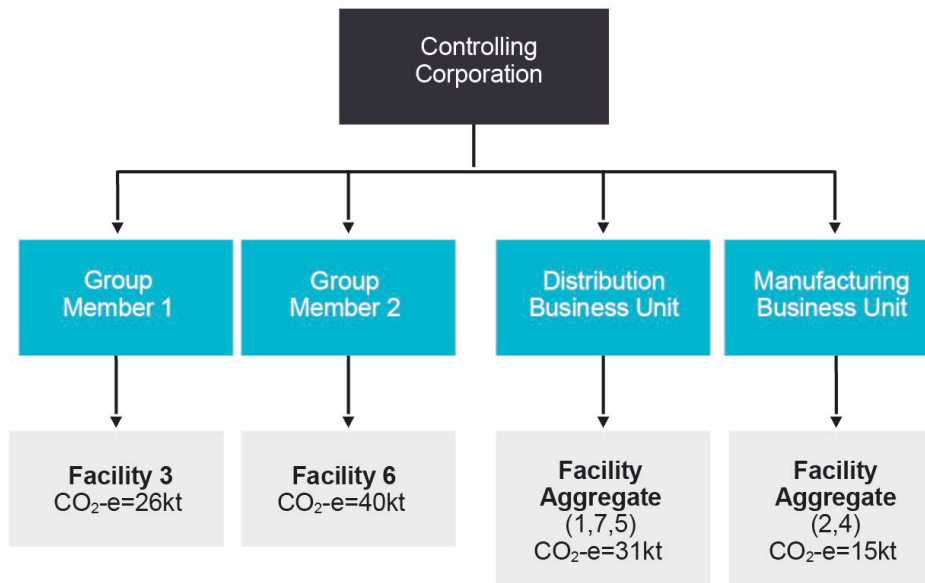 Controlling
Corporation
Group
Member 1
Group
Member 2
Distribution
Business Unit
Manufacturing
Business Unit
Facility 3
CO₂-e=26kt
Facility 6
CO₂-e=40kt
Facility
Aggregate
(1,7,5)
CO₂-e=31kt
Facility
Aggregate
(2,4)
CO₂-e=15kt